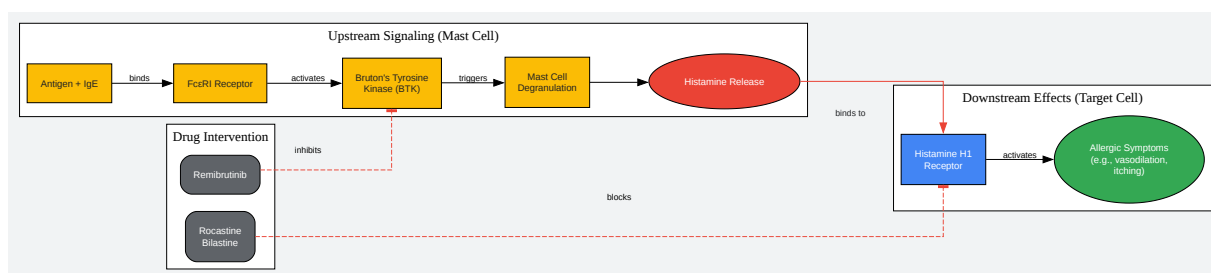 Upstream Signaling (Mast Cell)
Antigen + IgE
binds
FcεRI Receptor
activates
Bruton's Tyrosine
Kinase (BTK)
triggers
Mast Cell
Degranulation
Histamine Release
binds to
Downstream Effects (Target Cell)
Histamine H1
Receptor
activates
Allergic Symptoms
(e.g., vasodilation,
itching)
Drug Intervention
Remibrutinib
inhibits
Rocastine
Bilastine
blocks